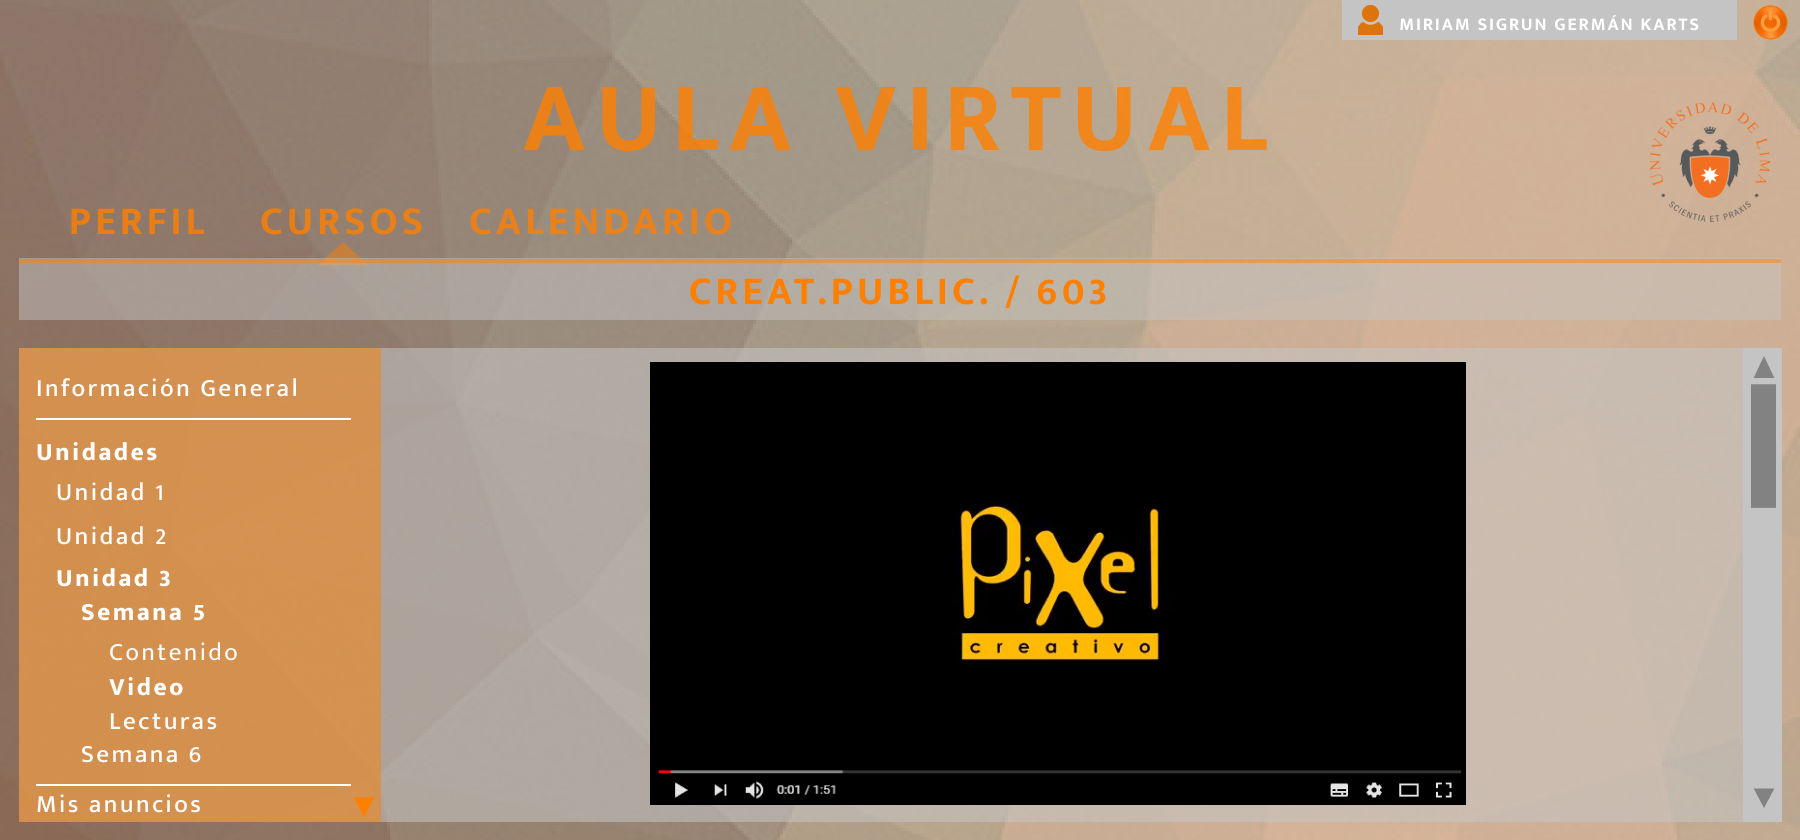 MIRIAM SIGRUN GERMÁN KARTS
AULA VIRTUAL
UNIVERSIDAD DE LIMA
SCIENTIA ET PRAXIS
PERFIL CURSOS CALENDARIO
CREAT.PUBLIC. / 603
Información General
Unidades
Unidad 1
Unidad 2
Unidad 3
Semana 5
Contenido
Video
Lecturas
Semana 6
Mis anuncios
pixel
creativo
0:01 / 1:51